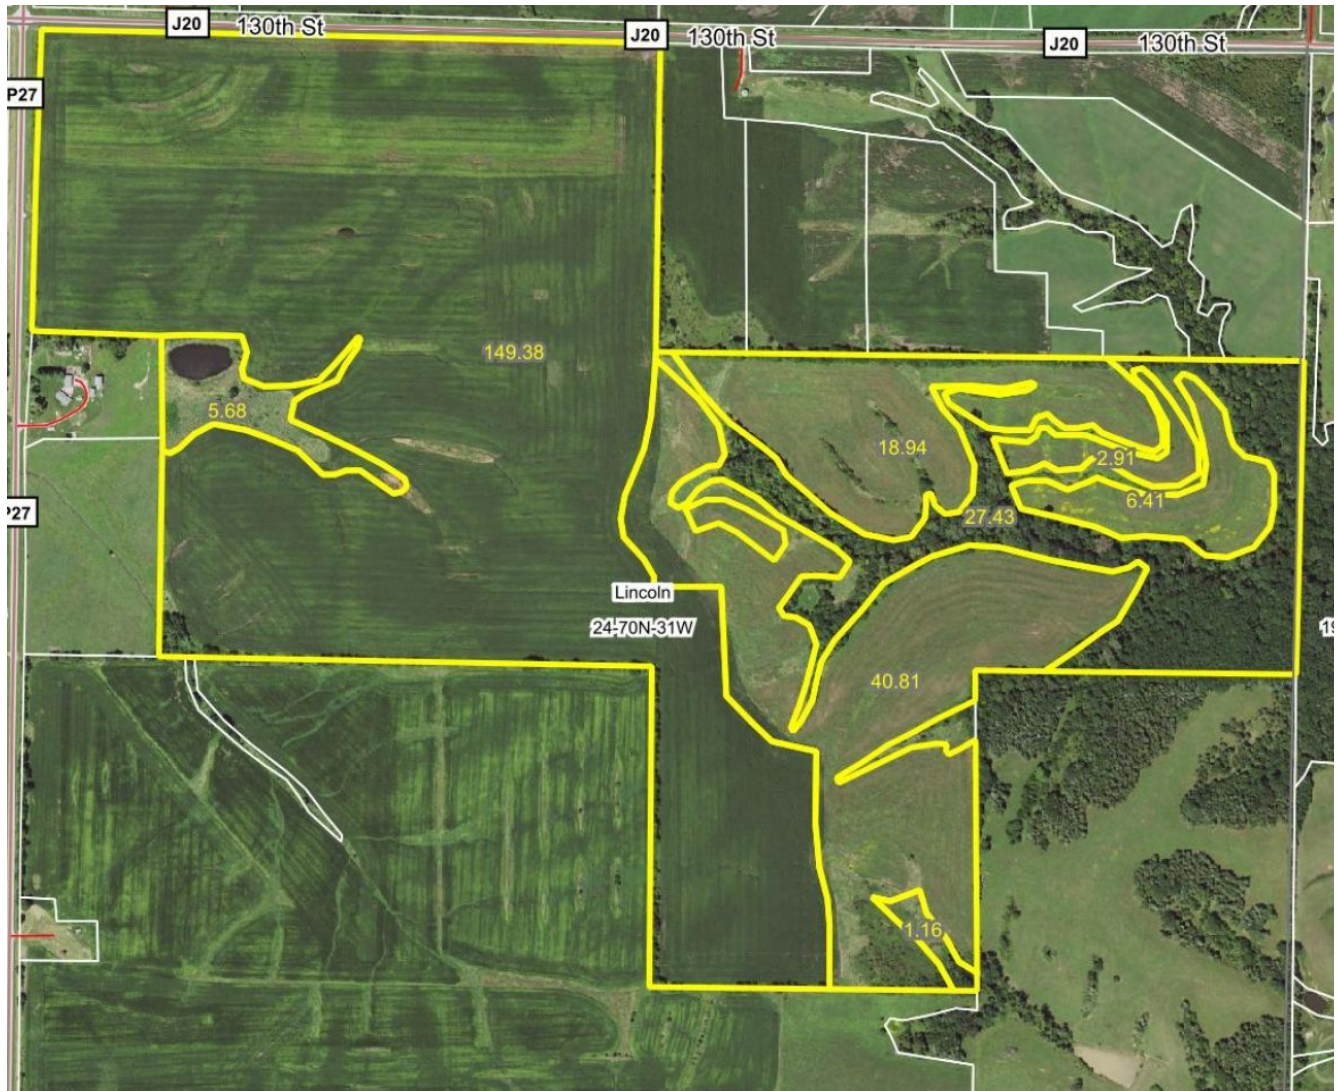 J20
130th St
J20
130th St
J20
130th St
P27
149.38
5.68
18.94
2.91
6.41
27.43
P27
Lincoln
24-70N-31W
19
40.81
1.16